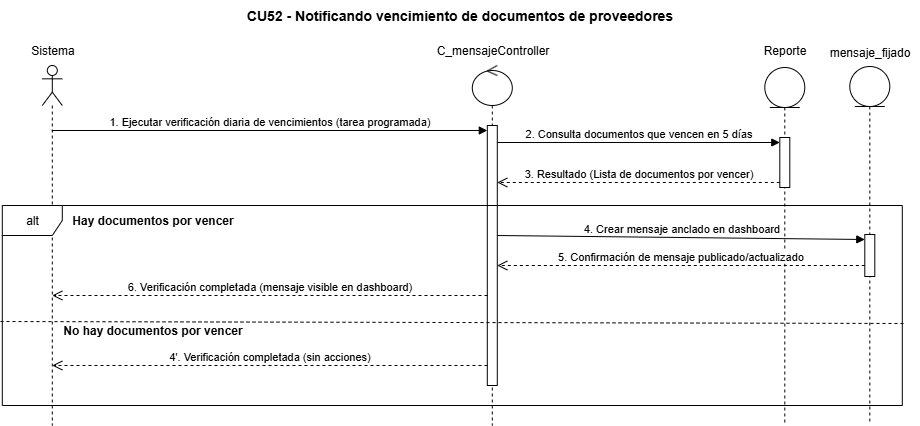 CU52 - Notificando vencimiento de documentos de proveedores
Sistema
C_mensajeController
Reporte
mensaje_fijado
1. Ejecutar verificación diaria de vencimientos (tarea programada)
2. Consulta documentos que vencen en 5 días
3. Resultado (Lista de documentos por vencer)
alt
Hay documentos por vencer
4. Crear mensaje anclado en dashboard
5. Confirmación de mensaje publicado/actualizado
6. Verificación completada (mensaje visible en dashboard)
No hay documentos por vencer
4'. Verificación completada (sin acciones)